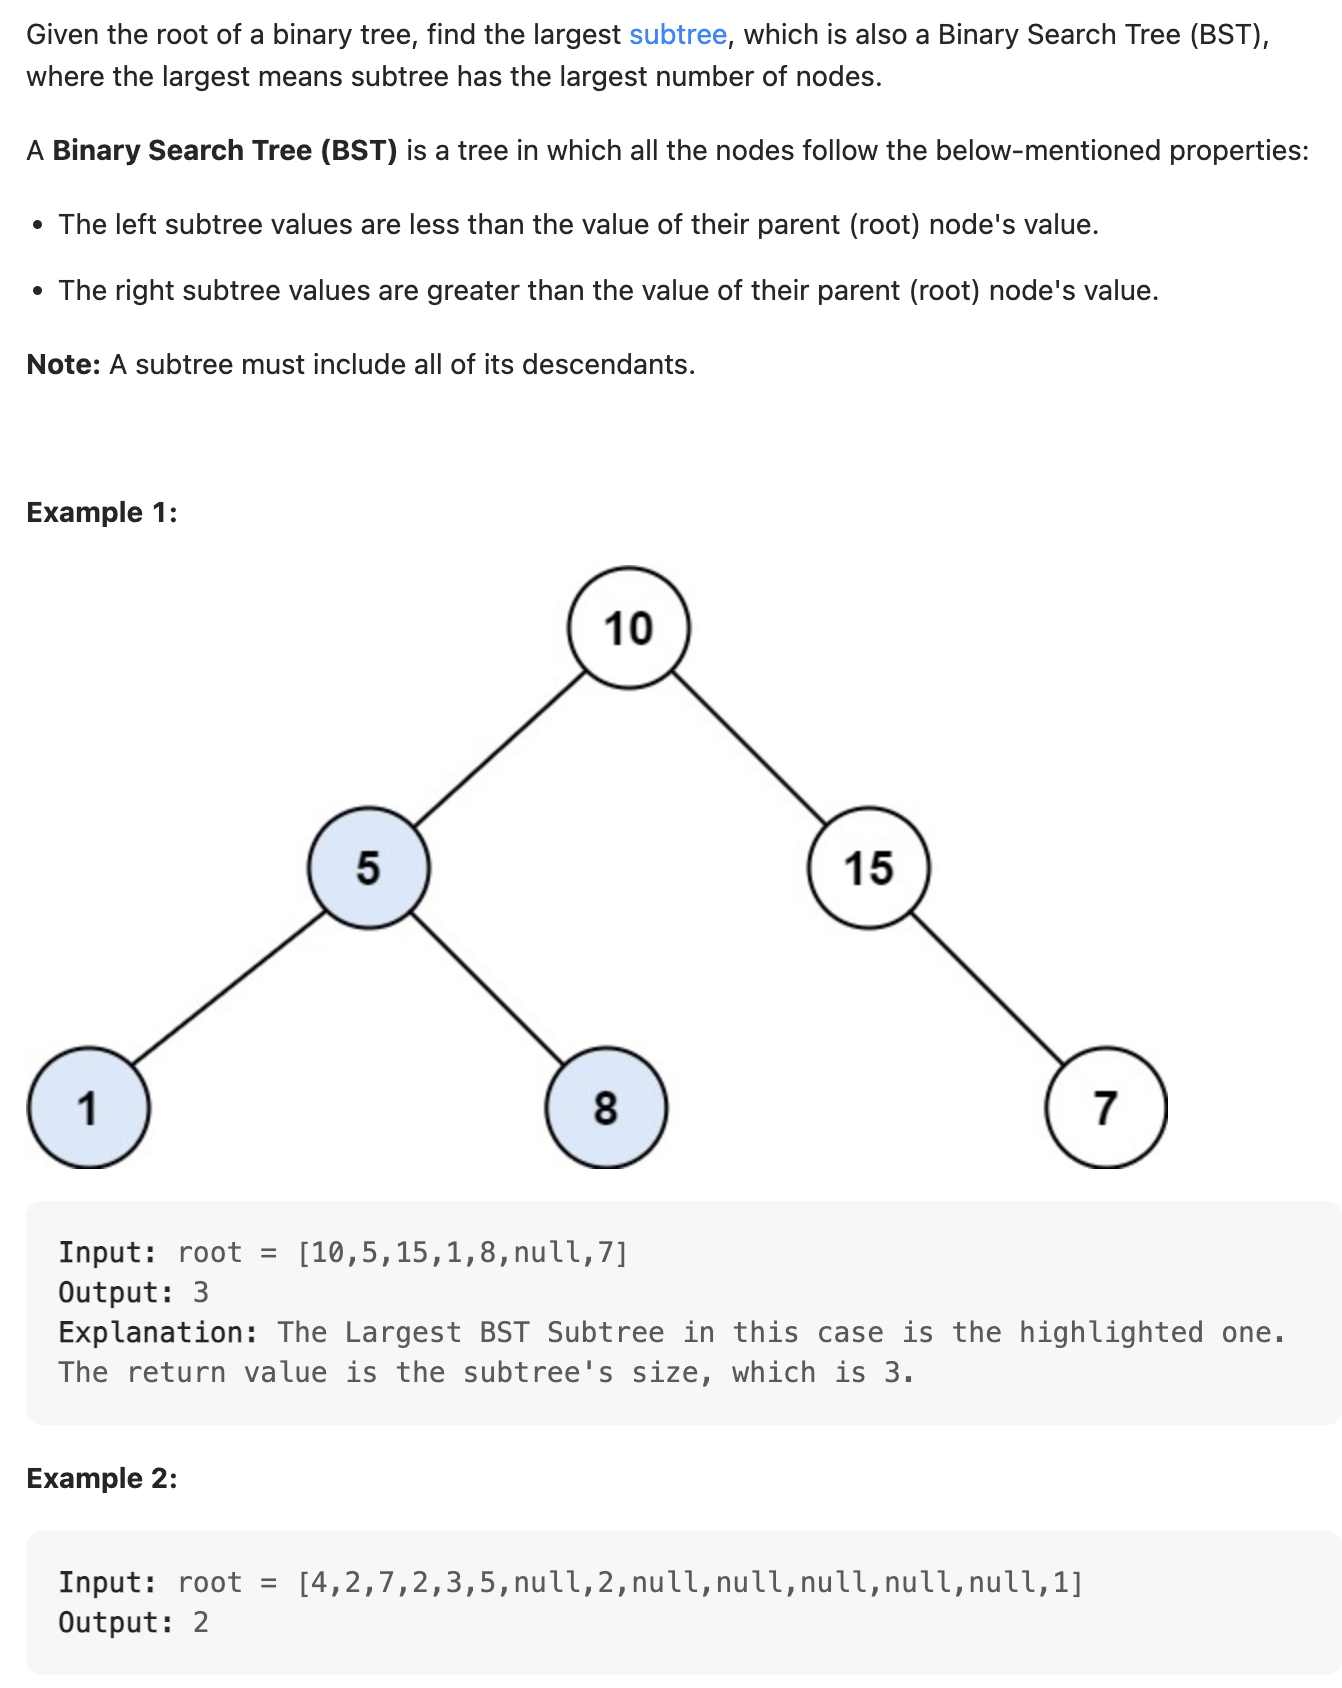 Given the root of a binary tree, find the largest subtree, which is also a Binary Search Tree (BST),
where the largest means subtree has the largest number of nodes.
A Binary Search Tree (BST) is a tree in which all the nodes follow the below-mentioned properties:
• The left subtree values are less than the value of their parent (root) node's value.
• The right subtree values are greater than the value of their parent (root) node's value.
Note: A subtree must include all of its descendants.
Example 1:
10
5 15
1 8 7
Input: root = [10,5,15,1,8,null,7]
Output: 3
Explanation: The Largest BST Subtree in this case is the highlighted one.
The return value is the subtree's size, which is 3.
Example 2:
Input: root = [4,2,7,2,3,5,null,2,null,null,null,null,null,1]
Output: 2